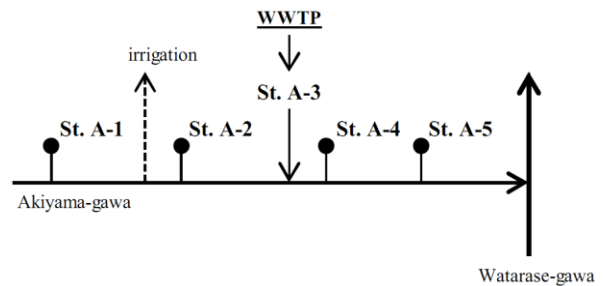 WWTP
irrigation
St. A-3
St. A-1
St. A-2
St. A-4
St. A-5
Akiyama-gawa
Watarase-gawa